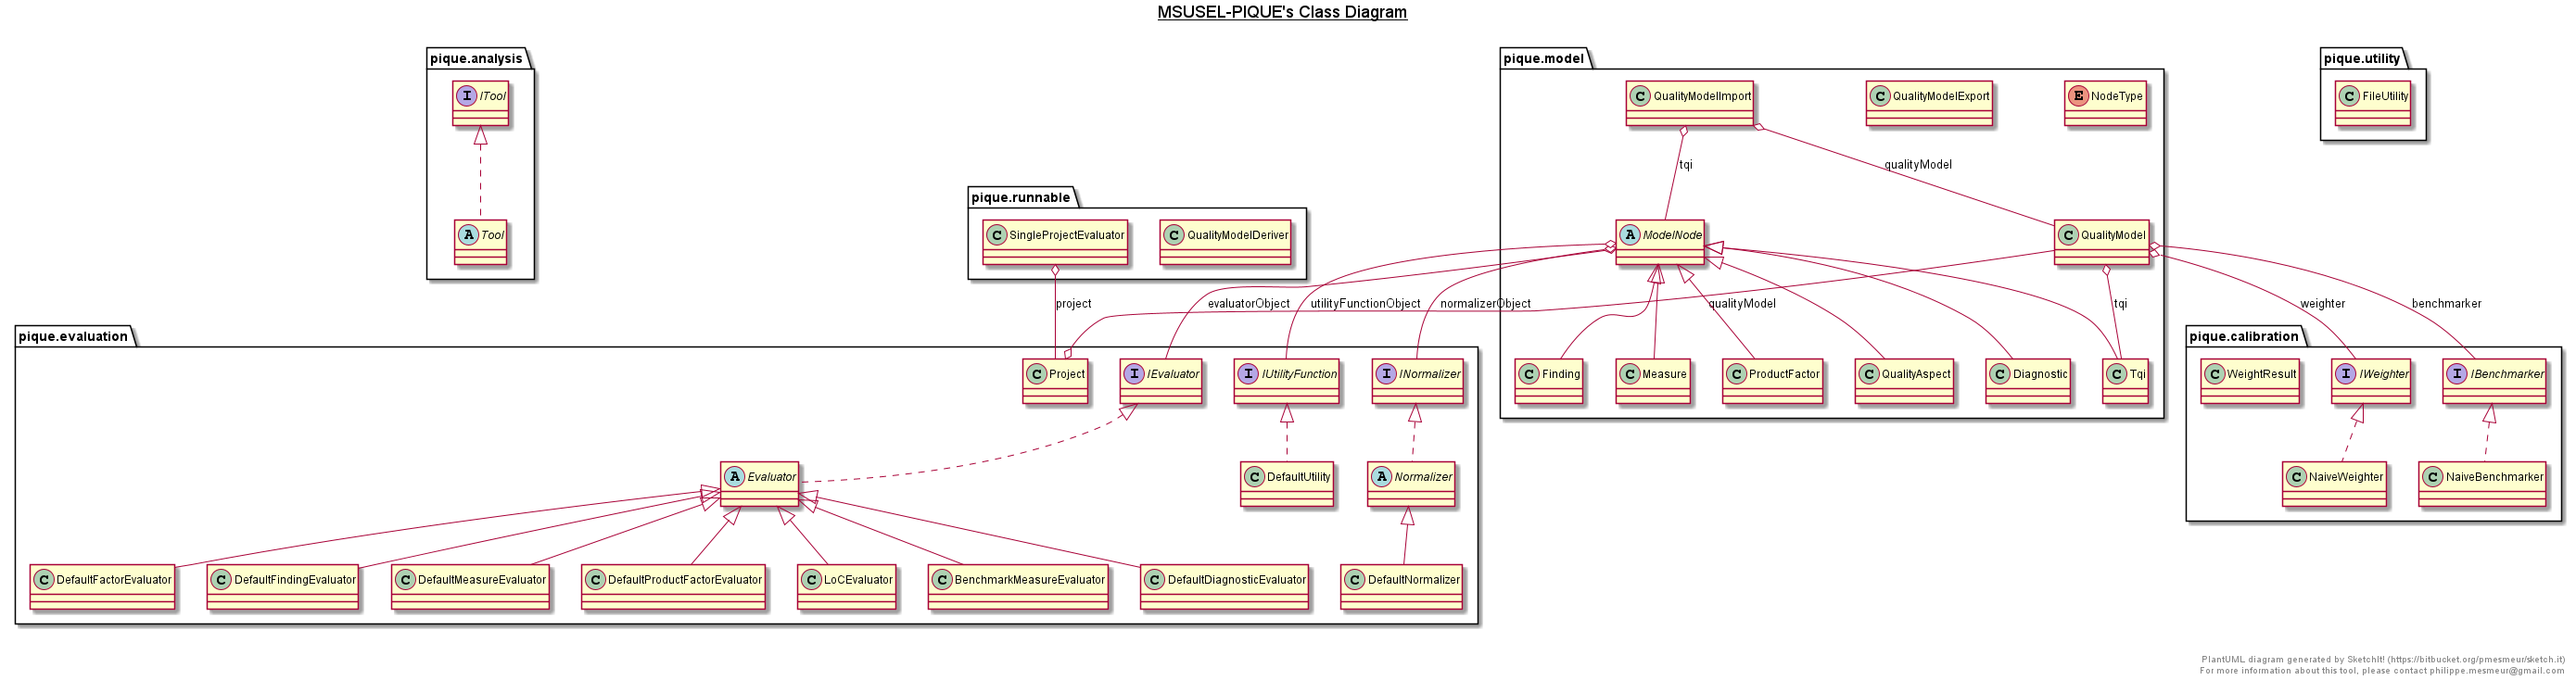 MSUSEL-PIQUE's Class Diagram
pique.analysis
pique.model
pique.utility
I ITool
C QualityModelImport
C QualityModelExport
E NodeType
C FileUtility
tqi
qualityModel
pique.runnable
A Tool
C SingleProjectEvaluator
C QualityModelDeriver
A ModelNode
C QualityModel
project
evaluatorObject
utilityFunctionObject
normalizerObject
qualityModel
tqi
weighter
benchmarker
pique.evaluation
pique.calibration
C Project
I IEvaluator
I IUtilityFunction
I INormalizer
C Finding
C Measure
C ProductFactor
C QualityAspect
C Diagnostic
C Tqi
C WeightResult
I IWeighter
I IBenchmarker
A Evaluator
C DefaultUtility
A Normalizer
C NaiveWeighter
C NaiveBenchmarker
C DefaultFactorEvaluator
C DefaultFindingEvaluator
C DefaultMeasureEvaluator
C DefaultProductFactorEvaluator
C LoCEvaluator
C BenchmarkMeasureEvaluator
C DefaultDiagnosticEvaluator
C DefaultNormalizer
PlantUML diagram generated by SketchIt! (https://bitbucket.org/pmesmeur/sketch.it)
For more information about this tool, please contact philippe.mesmeur@gmail.com